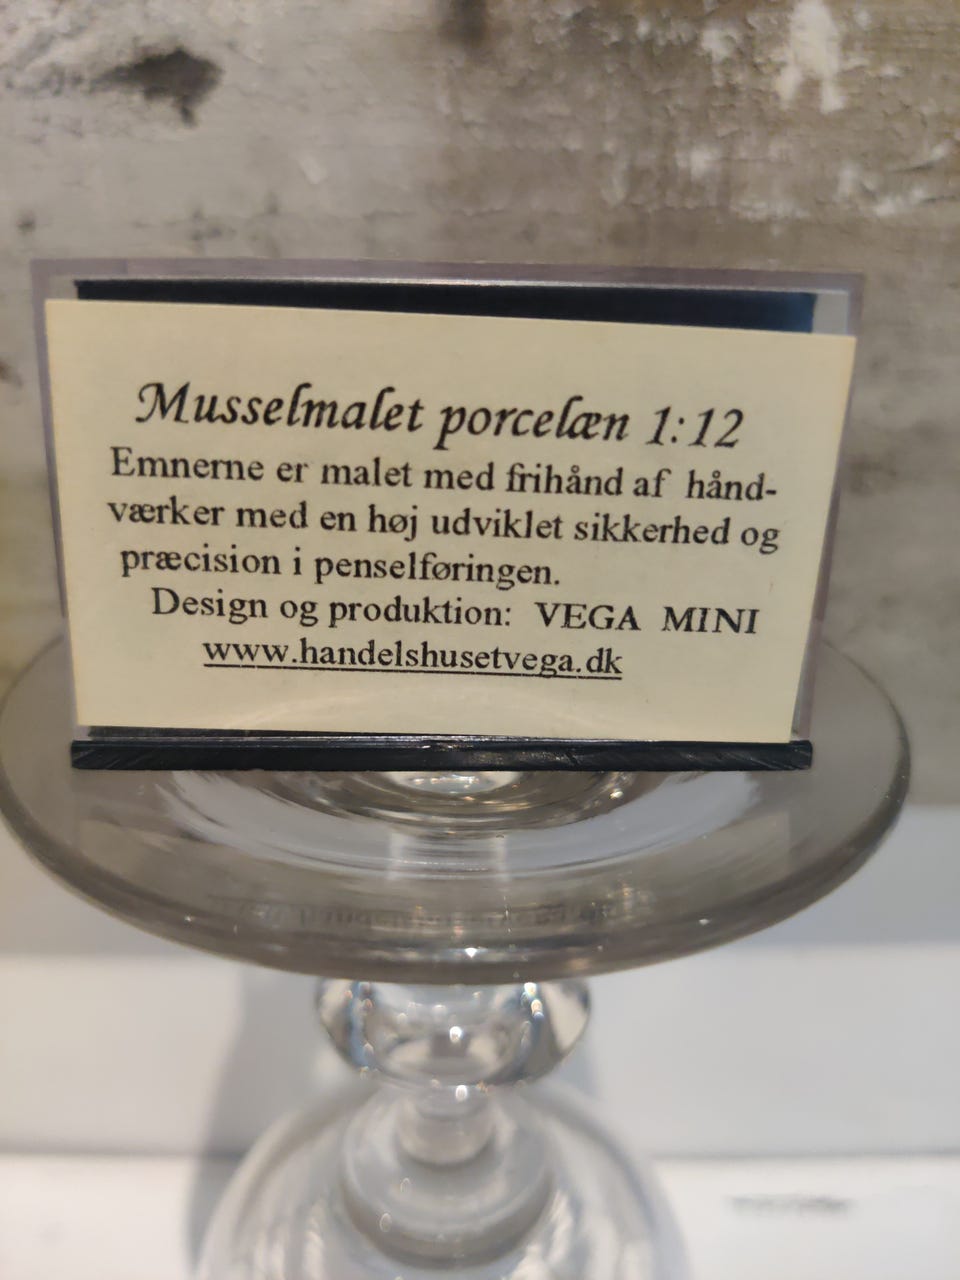 Musselmalet porcelæn 1:12
Emnerne er malet med frihånd af hånd-
værker med en høj udviklet sikkerhed og
præcision i penselføringen.
Design og produktion: VEGA MINI
www.handelshusetvega.dk